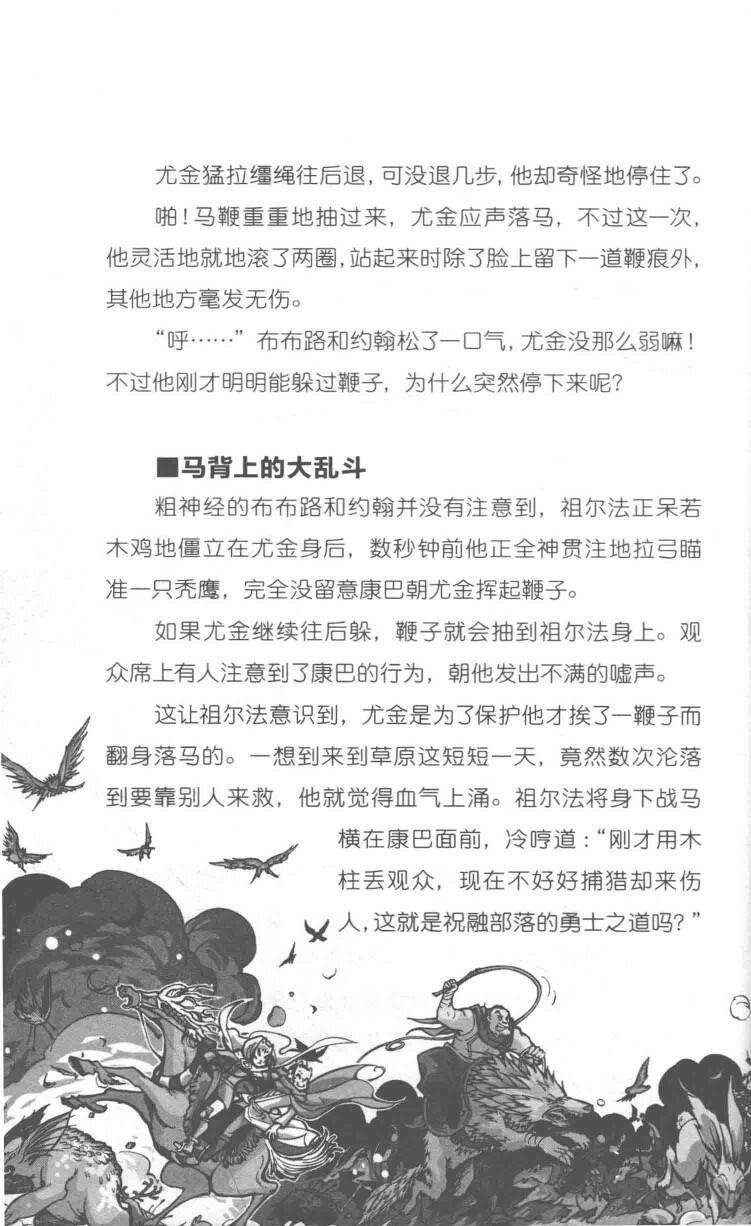 尤金猛拉缰绳往后退，可没退几步，他却奇怪地停住了。
啪！马鞭重重地抽过来，尤金应声落马，不过这一次，
他灵活地就地滚了两圈，站起来时除了脸上留下一道鞭痕外，
其他地方毫发无伤。
“呼……”布布路和约翰松了一口气，尤金没那么弱嘛！
不过他刚才明明能躲过鞭子，为什么突然停下来呢？
■马背上的大乱斗
粗神经的布布路和约翰并没有注意到，祖尔法正呆若
木鸡地僵立在尤金身后，数秒钟前他正全神贯注地拉弓瞄
准一只秃鹰，完全没留意康巴朝尤金挥起鞭子。
如果尤金继续往后躲，鞭子就会抽到祖尔法身上。观
众席上有人注意到了康巴的行为，朝他发出不满的嘘声。
这让祖尔法意识到，尤金是为了保护他才挨了一鞭子而
翻身落马的。一想到来到草原这短短一天，竟然数次沦落
到要靠别人来救，他就觉得血气上涌。祖尔法将身下战马
横在康巴面前，冷哼道：“刚才用木
柱丢观众，现在不好好捕猎却来伤
人，这就是祝融部落的勇士之道吗？”